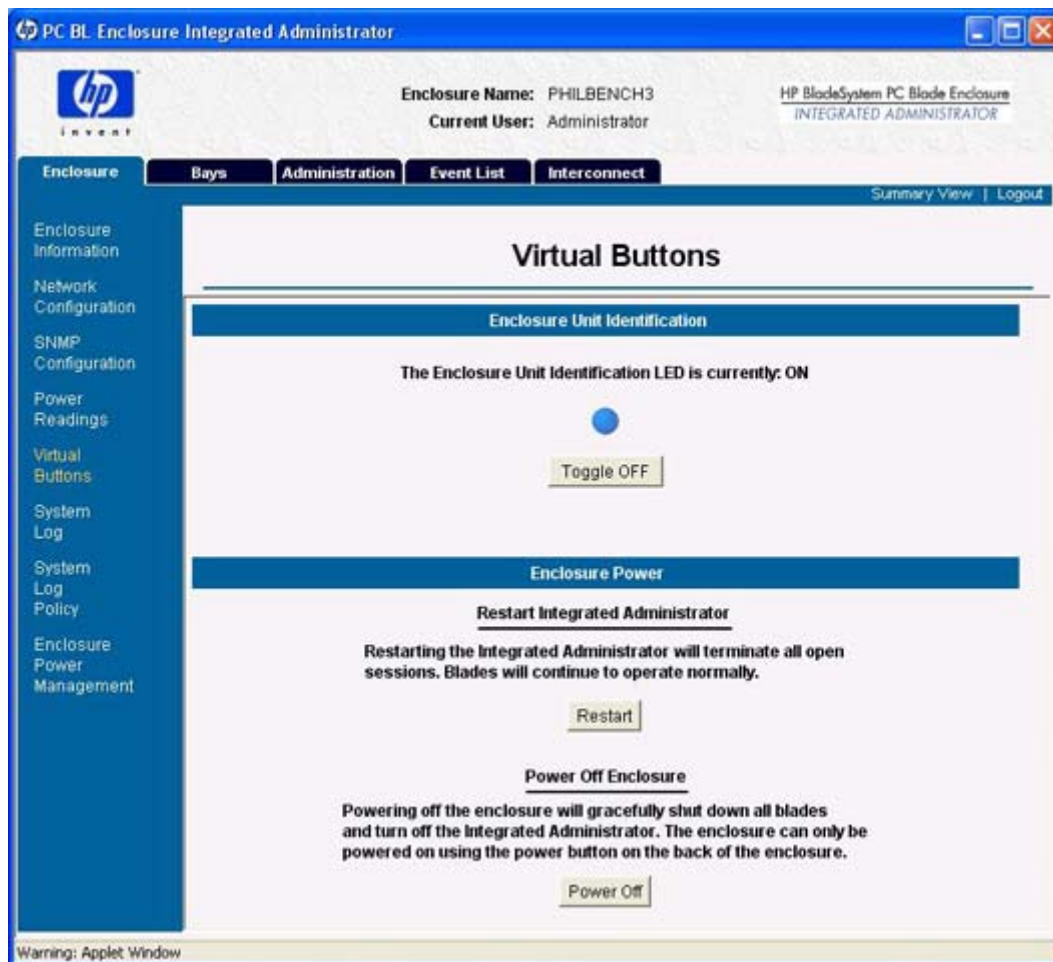 PC BL Enclosure Integrated Administrator
hp
invent
Enclosure Name: PHILBENCH3
Current User: Administrator
HP BladeSystem PC Blade Enclosure
INTEGRATED ADMINISTRATOR
Enclosure
Bays
Administration
Event List
Interconnect
Summary View | Logout
Enclosure
Information
Network
Configuration
SNMP
Configuration
Power
Readings
Virtual
Buttons
System
Log
System
Log
Policy
Enclosure
Power
Management
Virtual Buttons
Enclosure Unit Identification
The Enclosure Unit Identification LED is currently: ON
Toggle OFF
Enclosure Power
Restart Integrated Administrator
Restarting the Integrated Administrator will terminate all open
sessions. Blades will continue to operate normally.
Restart
Power Off Enclosure
Powering off the enclosure will gracefully shut down all blades
and turn off the Integrated Administrator. The enclosure can only be
powered on using the power button on the back of the enclosure.
Power Off
Warning: Applet Window